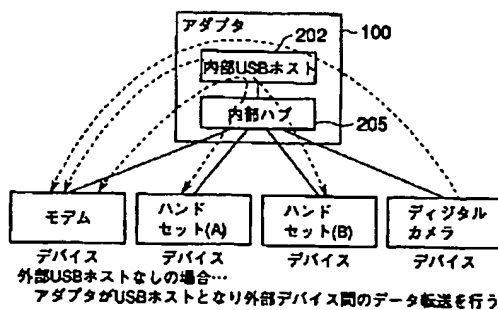 アダプタ
100
202
内部USBホスト
内部ハブ
205
モデム
ハンド
セット(A)
ハンド
セット(B)
ディジタル
カメラ
デバイス
デバイス
デバイス
デバイス
外部USBホストなしの場合…
アダプタがUSBホストとなり外部デバイス間のデータ転送を行う